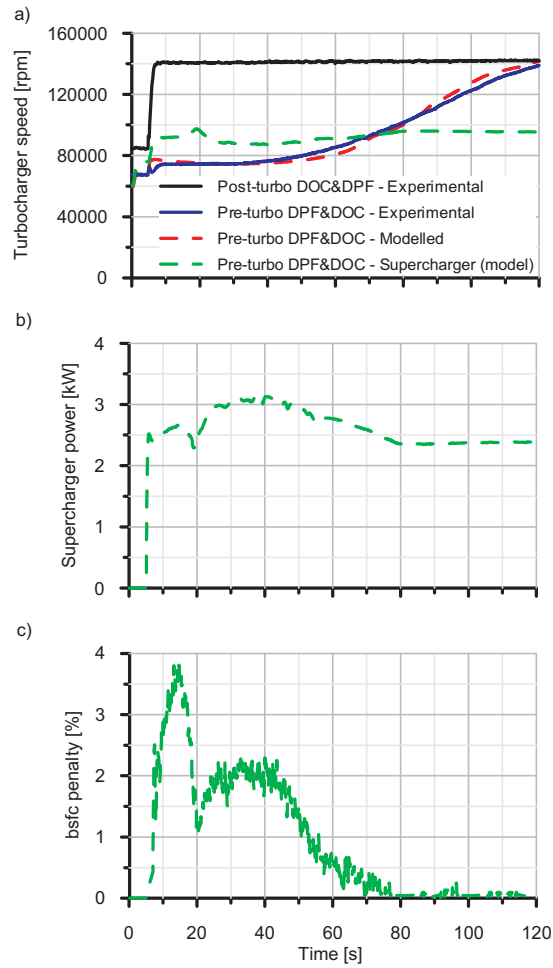 a)
Turbocharger speed [rpm]
160000
120000
80000
40000
0
Post-turbo DOC&DPF - Experimental
Pre-turbo DPF&DOC - Experimental
Pre-turbo DPF&DOC - Modelled
Pre-turbo DPF&DOC - Supercharger (model)
b)
Supercharger power [kW]
4
3
2
1
0
c)
bsfc penalty [%]
4
3
2
1
0
0 20 40 60 80 100 120
Time [s]